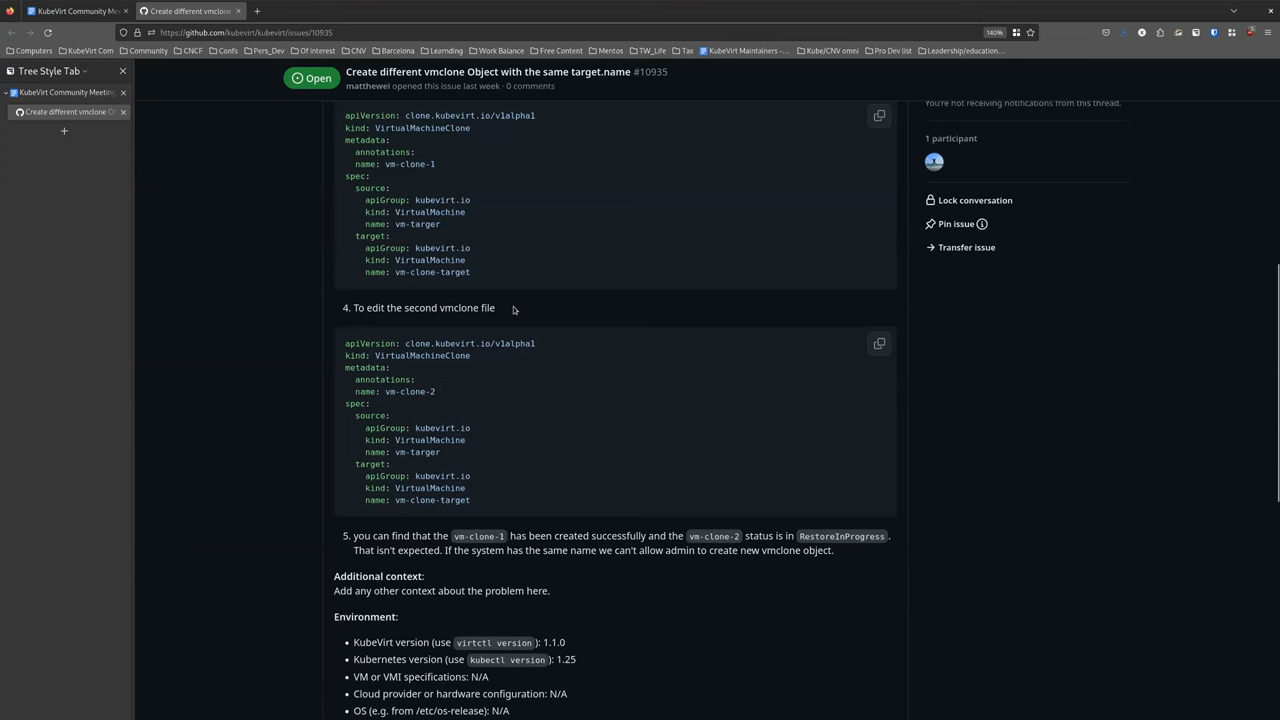 KubeVirt Community Mee
Create different vmclone
https://github.com/kubevirt/kubevirt/issues/10935
140%
Computers
KubeVirt Com
Community
CNCF
Confs
Pers_Dev
Of interest
CNV
Barcelona
Learnding
Work Balance
Free Content
Mentos
TW_Life
Tax
KubeVirt Maintainers -...
Kube/CNV omni
Pro Dev list
Leadership/education...
Tree Style Tab
KubeVirt Community Meeting
Create different vmclone O
Open
Create different vmclone Object with the same target.name #10935
matthewei opened this issue last week · 0 comments
apiVersion: clone.kubevirt.io/v1alpha1
kind: VirtualMachineClone
metadata:
annotations:
name: vm-clone-1
spec:
source:
apiGroup: kubevirt.io
kind: VirtualMachine
name: vm-targer
target:
apiGroup: kubevirt.io
kind: VirtualMachine
name: vm-clone-target
4. To edit the second vmclone file
apiVersion: clone.kubevirt.io/v1alpha1
kind: VirtualMachineClone
metadata:
annotations:
name: vm-clone-2
spec:
source:
apiGroup: kubevirt.io
kind: VirtualMachine
name: vm-targer
target:
apiGroup: kubevirt.io
kind: VirtualMachine
name: vm-clone-target
5. you can find that the vm-clone-1 has been created successfully and the vm-clone-2 status is in RestoreInProgress.
That isn't expected. If the system has the same name we can't allow admin to create new vmclone object.
Additional context:
Add any other context about the problem here.
Environment:
• KubeVirt version (use virtctl version): 1.1.0
• Kubernetes version (use kubectl version): 1.25
• VM or VMI specifications: N/A
• Cloud provider or hardware configuration: N/A
• OS (e.g. from /etc/os-release): N/A
You're not receiving notifications from this thread.
1 participant
Lock conversation
Pin issue
Transfer issue